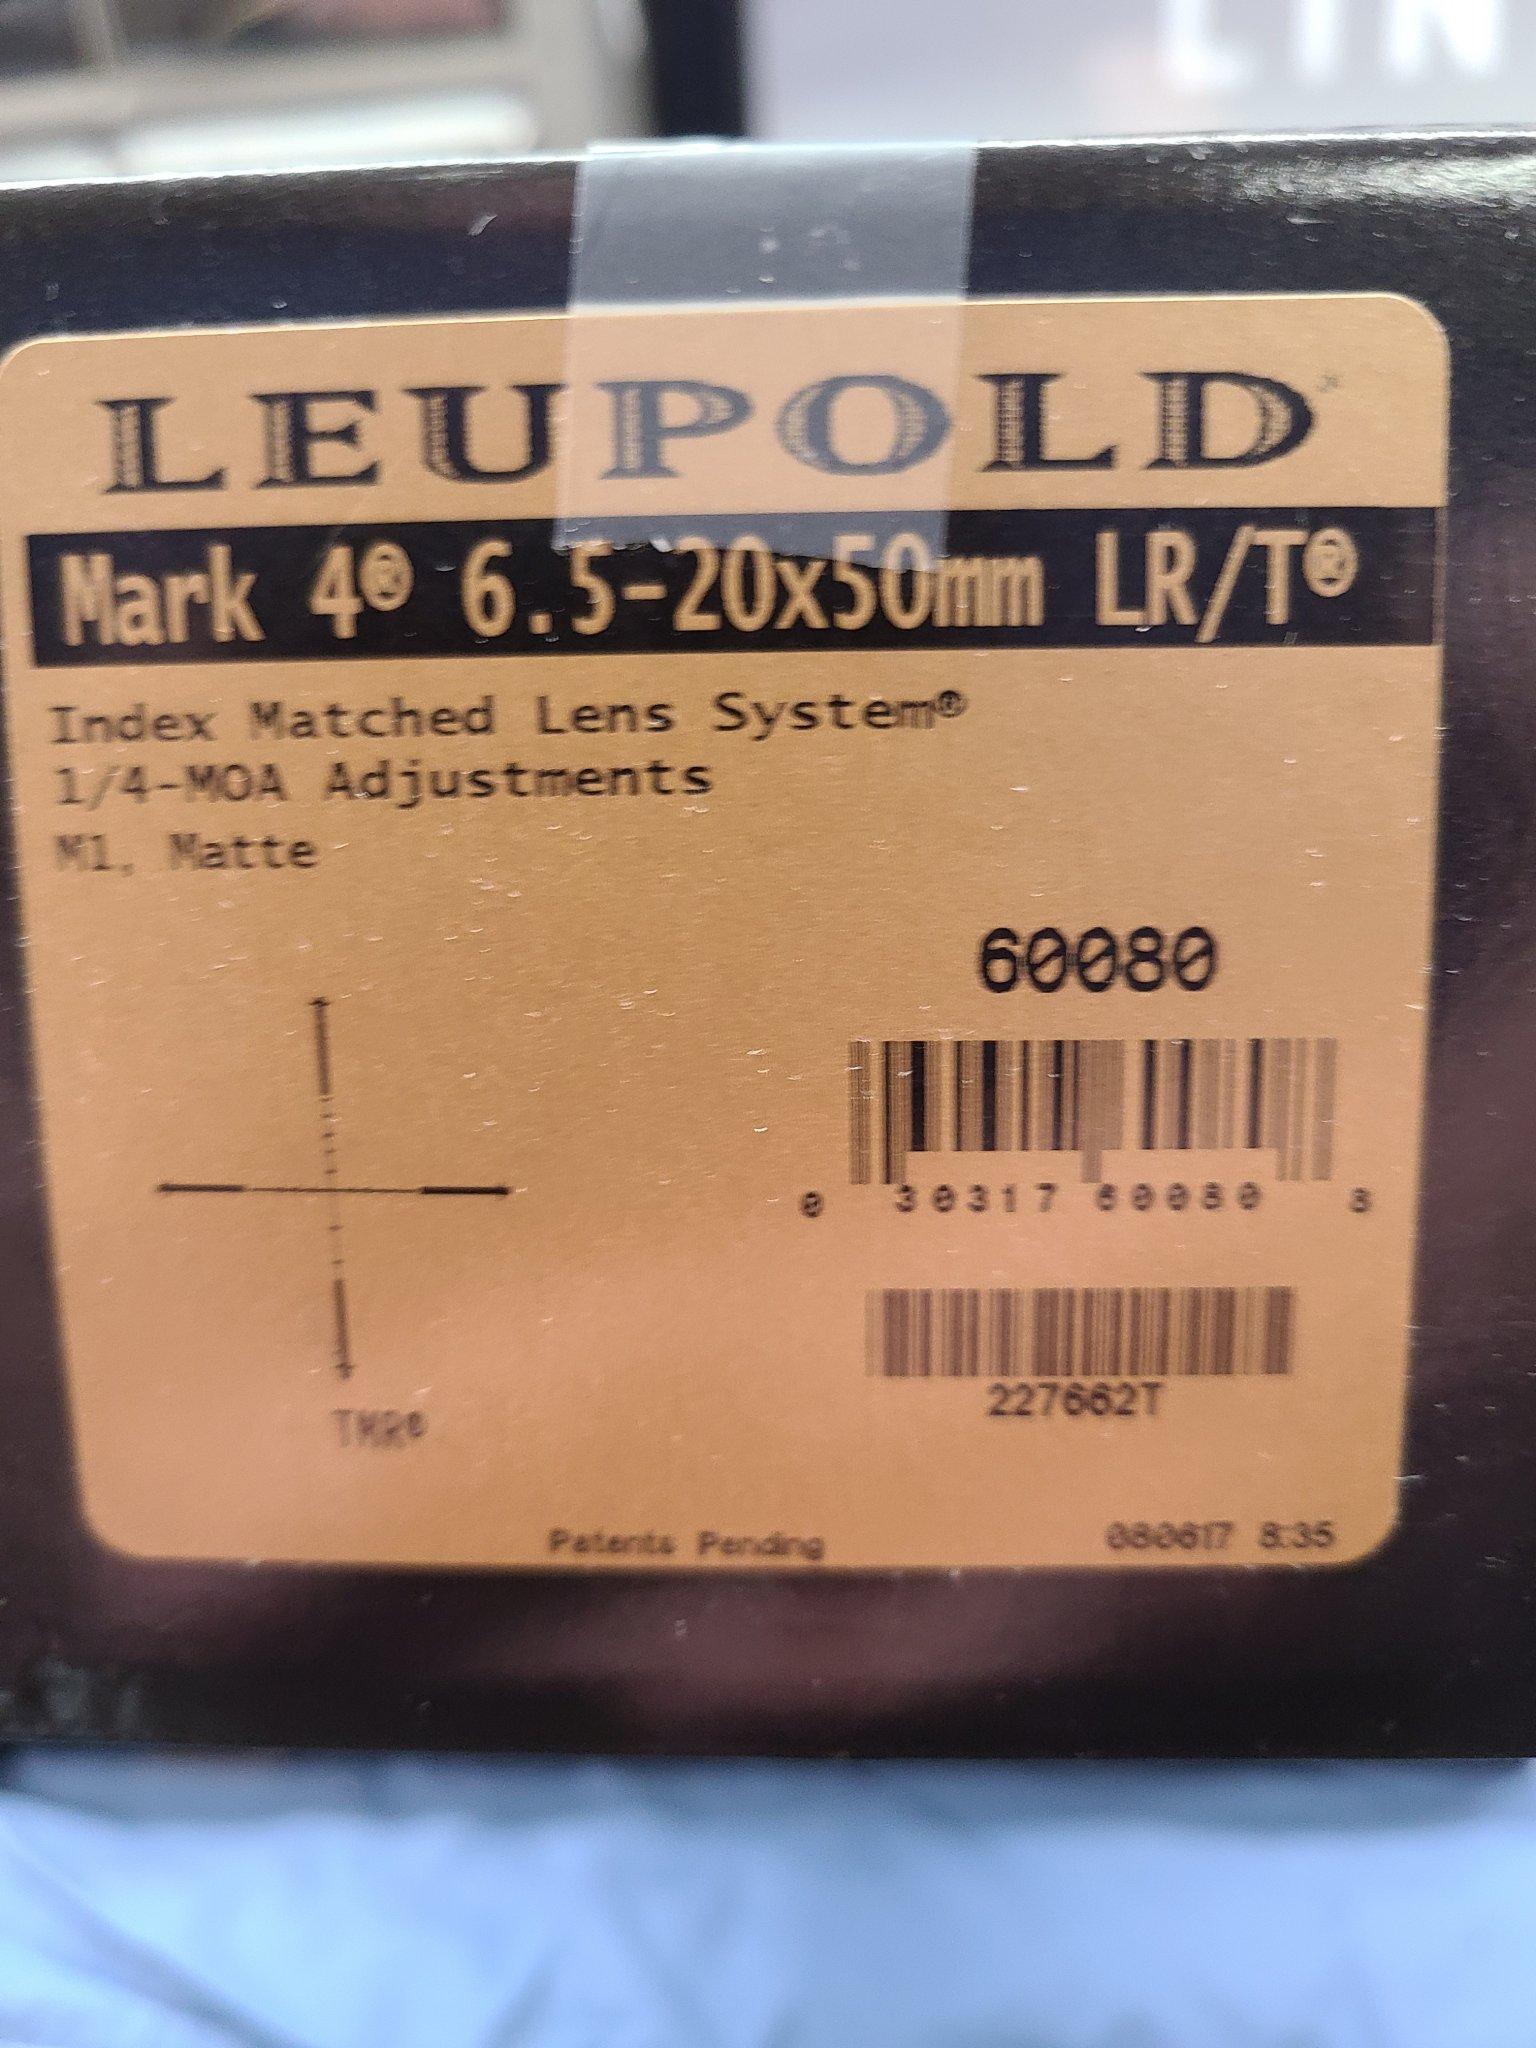 LIN
LEUPOLD
Mark 4® 6.5-20x50mm LR/T®
Index Matched Lens System®
1/4-MOA Adjustments
M1, Matte
60080
0 30317 60080 8
227662T
TMR®
Patents Pending 080617 8:35